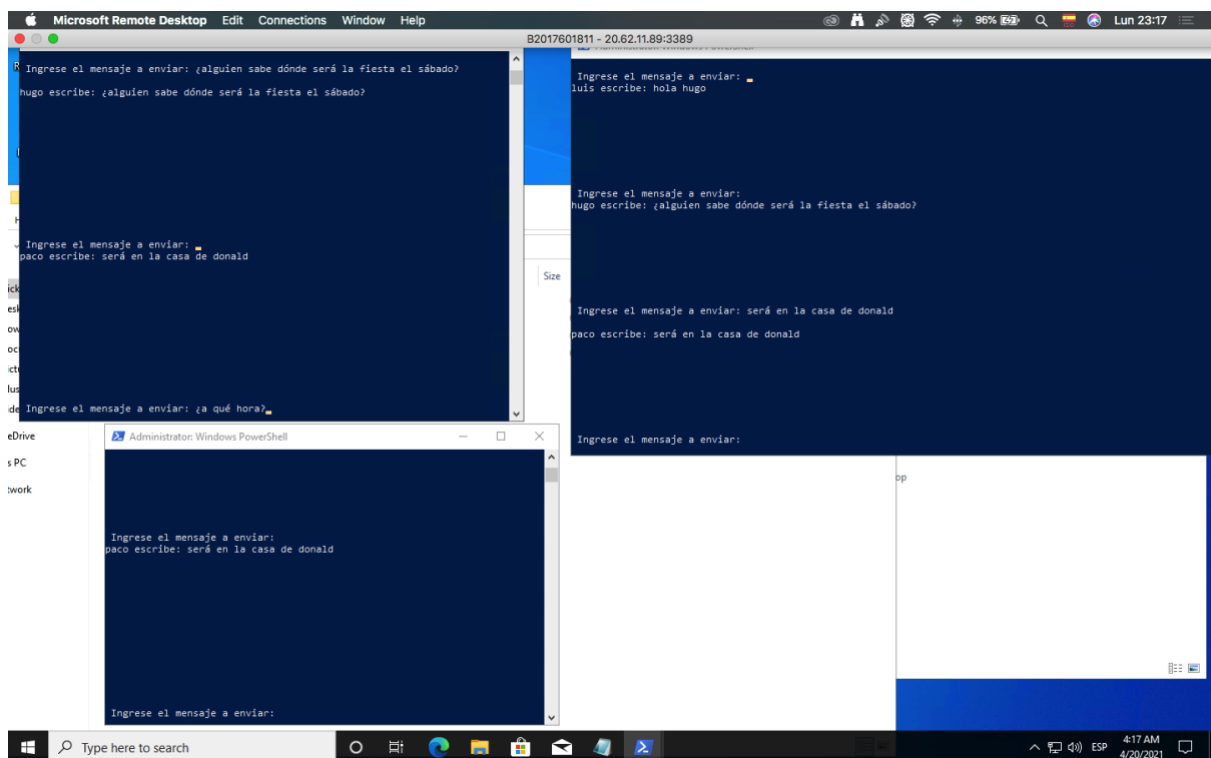 Microsoft Remote Desktop Edit Connections Window Help 96% Lun 23:17
B2017601811 - 20.62.11.89:3389
Ingrese el mensaje a enviar: ¿alguien sabe dónde será la fiesta el sábado?
hugo escribe: ¿alguien sabe dónde será la fiesta el sábado?
Ingrese el mensaje a enviar:
paco escribe: será en la casa de donald
Ingrese el mensaje a enviar: ¿a qué hora?
Ingrese el mensaje a enviar:
luis escribe: hola hugo
Ingrese el mensaje a enviar:
hugo escribe: ¿alguien sabe dónde será la fiesta el sábado?
Ingrese el mensaje a enviar: será en la casa de donald
paco escribe: será en la casa de donald
Ingrese el mensaje a enviar:
Size
eDrive
s PC
twork
op
Administrator: Windows PowerShell
Ingrese el mensaje a enviar:
paco escribe: será en la casa de donald
Ingrese el mensaje a enviar:
Type here to search
ESP
4:17 AM
4/20/2021